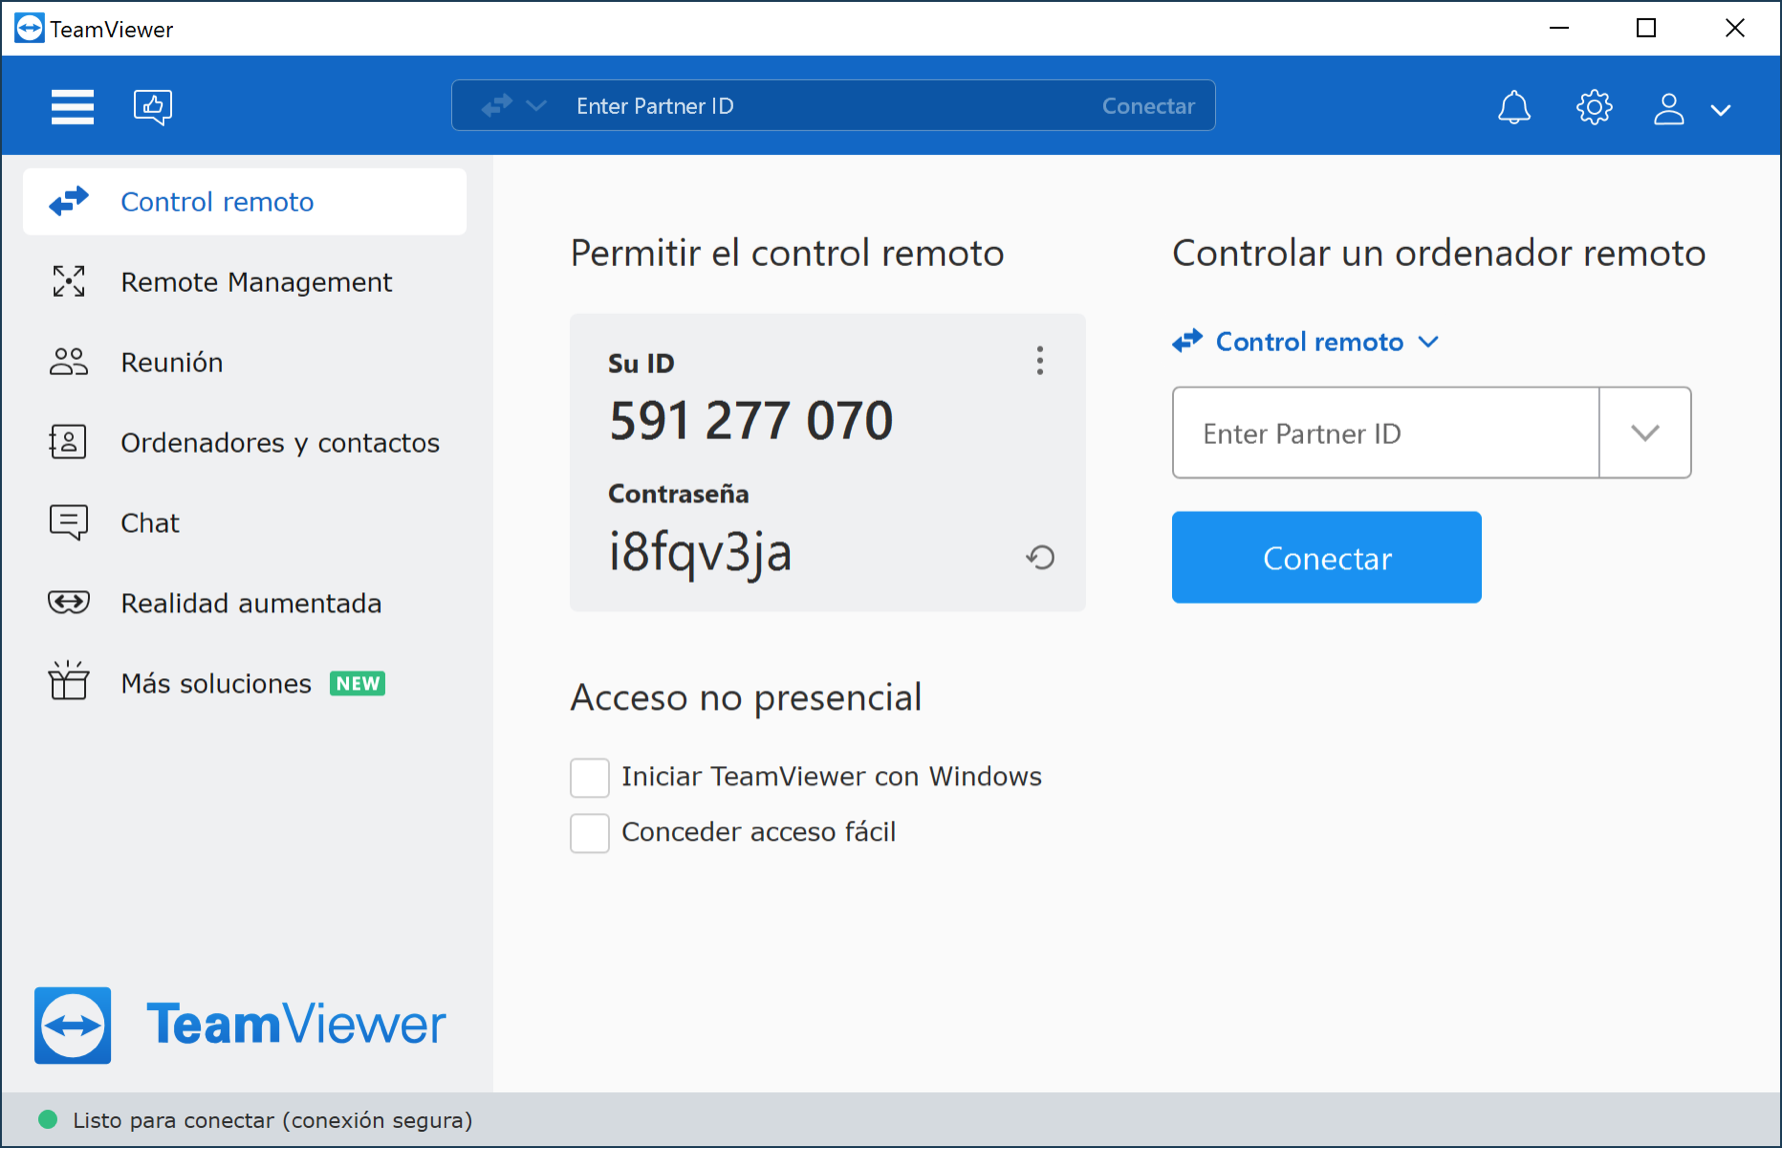 TeamViewer
Enter Partner ID
Conectar
Control remoto
Remote Management
Reunión
Ordenadores y contactos
Chat
Realidad aumentada
Más soluciones NEW
Permitir el control remoto
Su ID
591 277 070
Contraseña
i8fqv3ja
Acceso no presencial
Iniciar TeamViewer con Windows
Conceder acceso fácil
Controlar un ordenador remoto
Control remoto
Enter Partner ID
Conectar
TeamViewer
Listo para conectar (conexión segura)